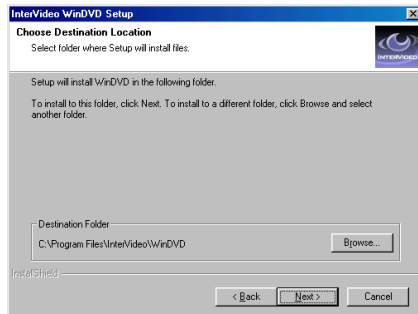 InterVideo WinDVD Setup
Choose Destination Location
Select folder where Setup will install files.
INTERVIDEO
Setup will install WinDVD in the following folder.
To install to this folder, click Next. To install to a different folder, click Browse and select
another folder.
Destination Folder
C:\Program Files\InterVideo\WinDVD
Browse...
InstallShield
< Back
Next >
Cancel